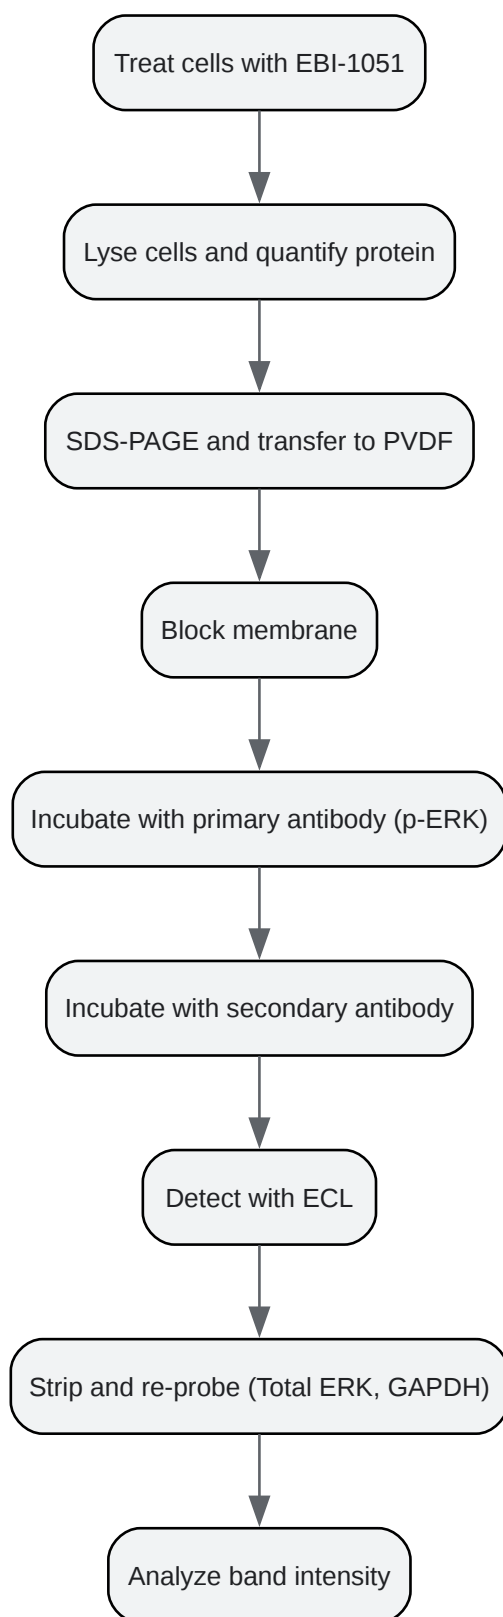 Treat cells with EBI-1051
Lyse cells and quantify protein
SDS-PAGE and transfer to PVDF
Block membrane
Incubate with primary antibody (p-ERK)
Incubate with secondary antibody
Detect with ECL
Strip and re-probe (Total ERK, GAPDH)
Analyze band intensity